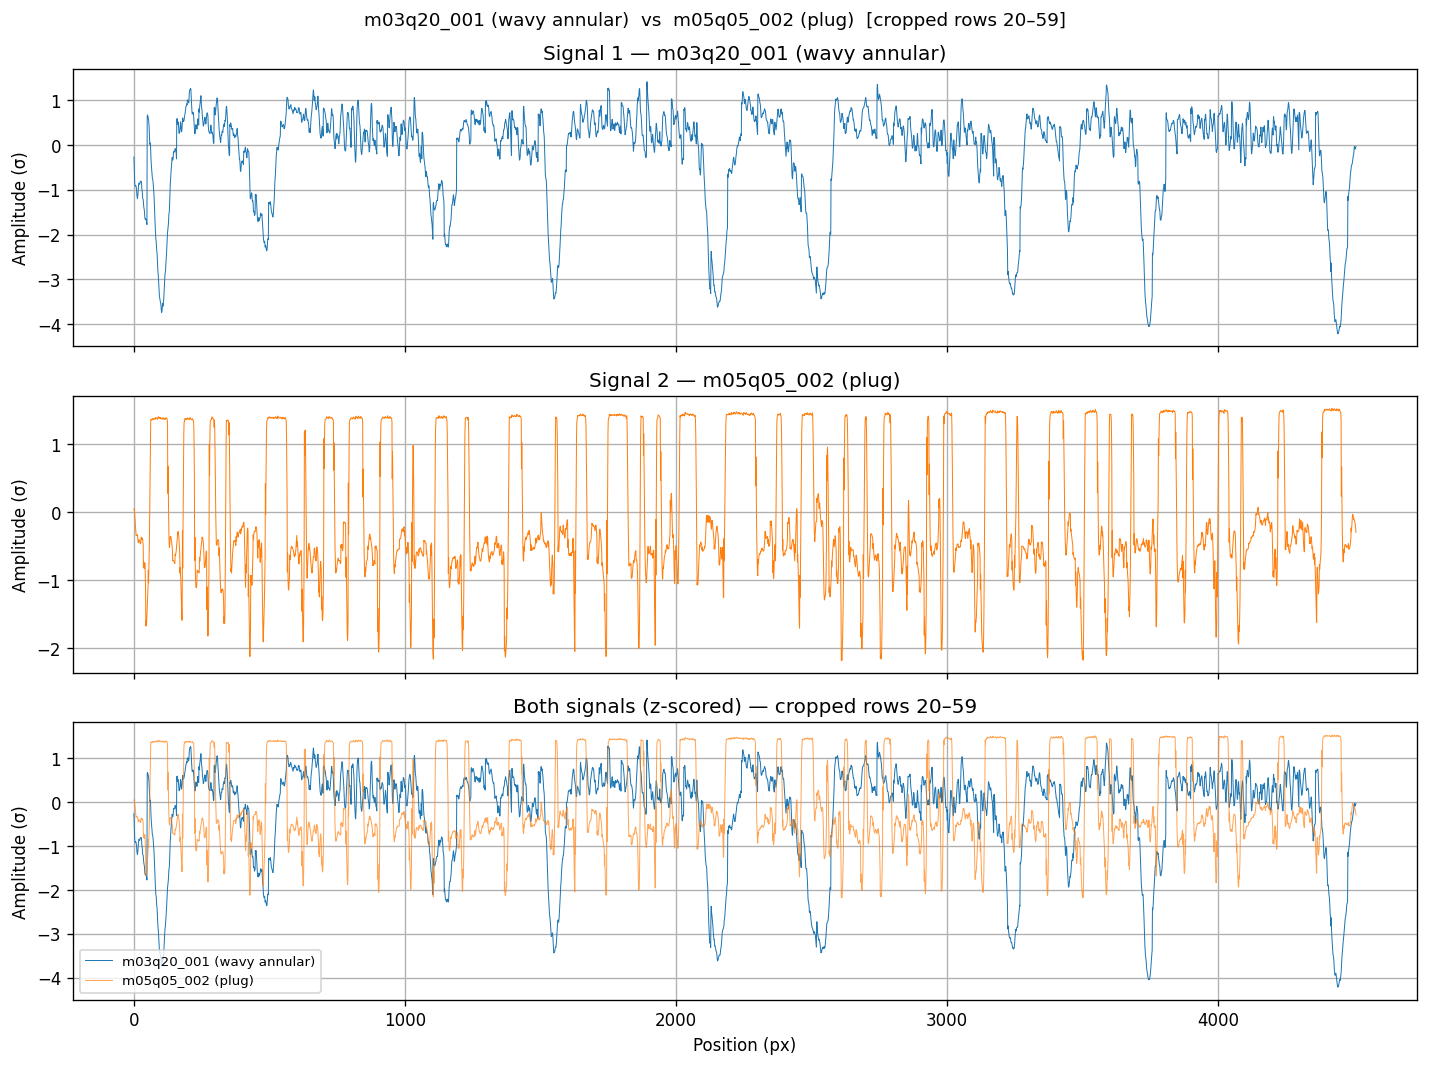 m03q20_001 (wavy annular)  vs  m05q05_002 (plug)  [cropped rows 20–59]
Signal 1 — m03q20_001 (wavy annular)
Amplitude (σ)
1
0
−1
−2
−3
−4
Signal 2 — m05q05_002 (plug)
Amplitude (σ)
1
0
−1
−2
Both signals (z-scored) — cropped rows 20–59
Amplitude (σ)
1
0
−1
−2
−3
−4
m03q20_001 (wavy annular)
m05q05_002 (plug)
0 1000 2000 3000 4000
Position (px)